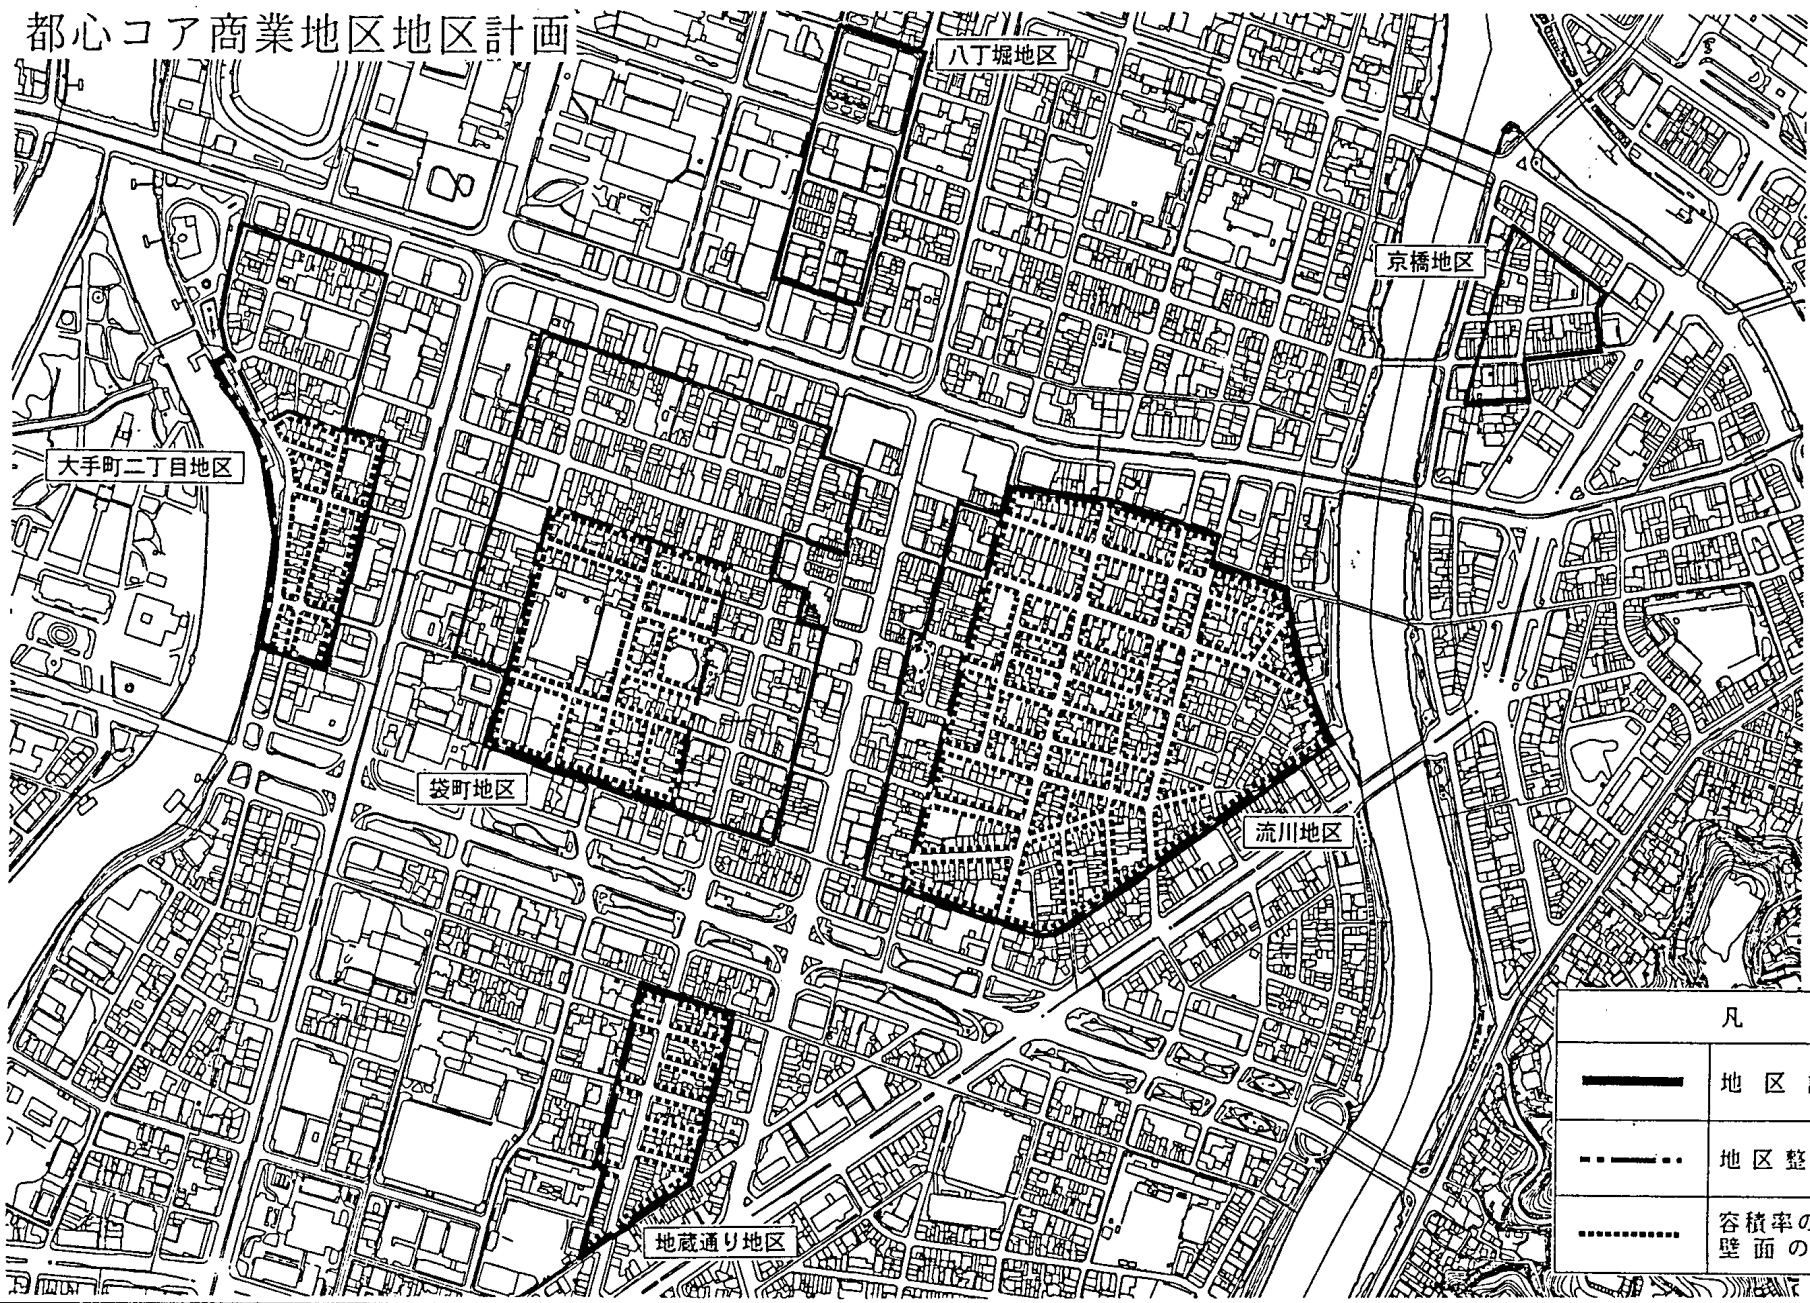 都心コア商業地区地区計画
八丁堀地区
京橋地区
大手町二丁目地区
袋町地区
流川地区
地蔵通り地区
凡
地区
地区整
容積率の
壁面の